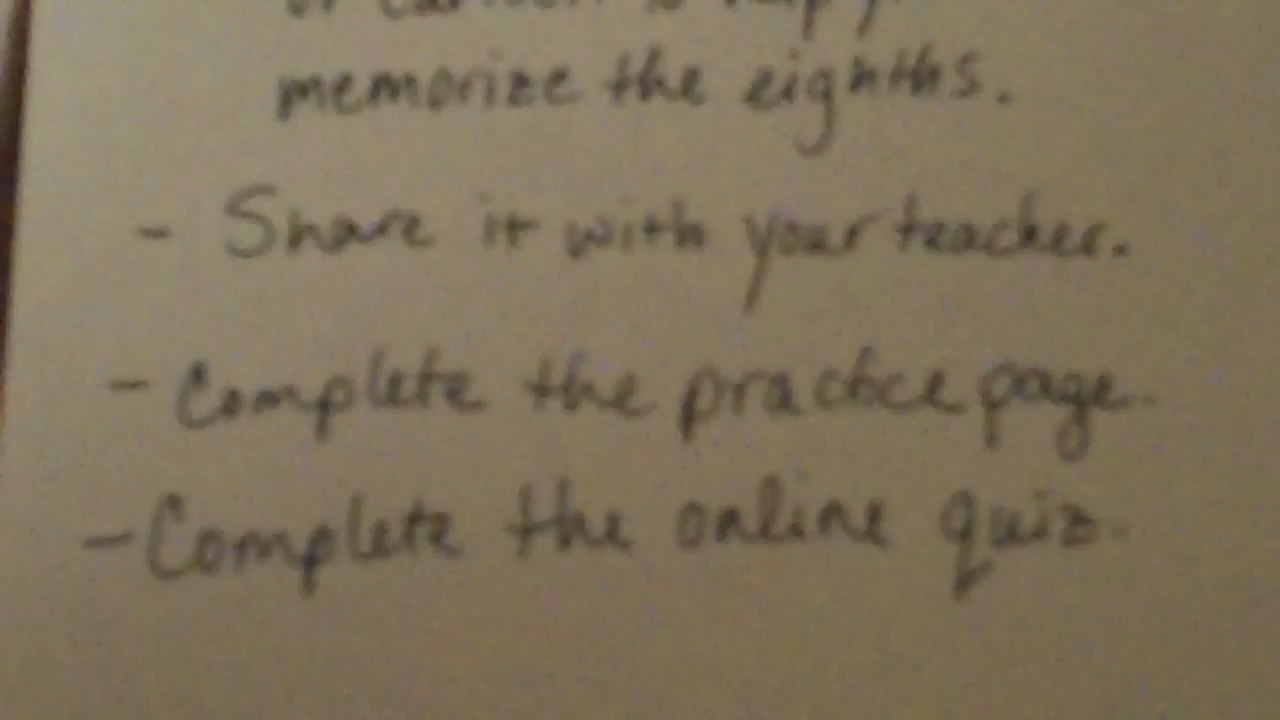 memorize the eighths.
- Share it with your teacher.
- Complete the practice page.
- Complete the online quiz.